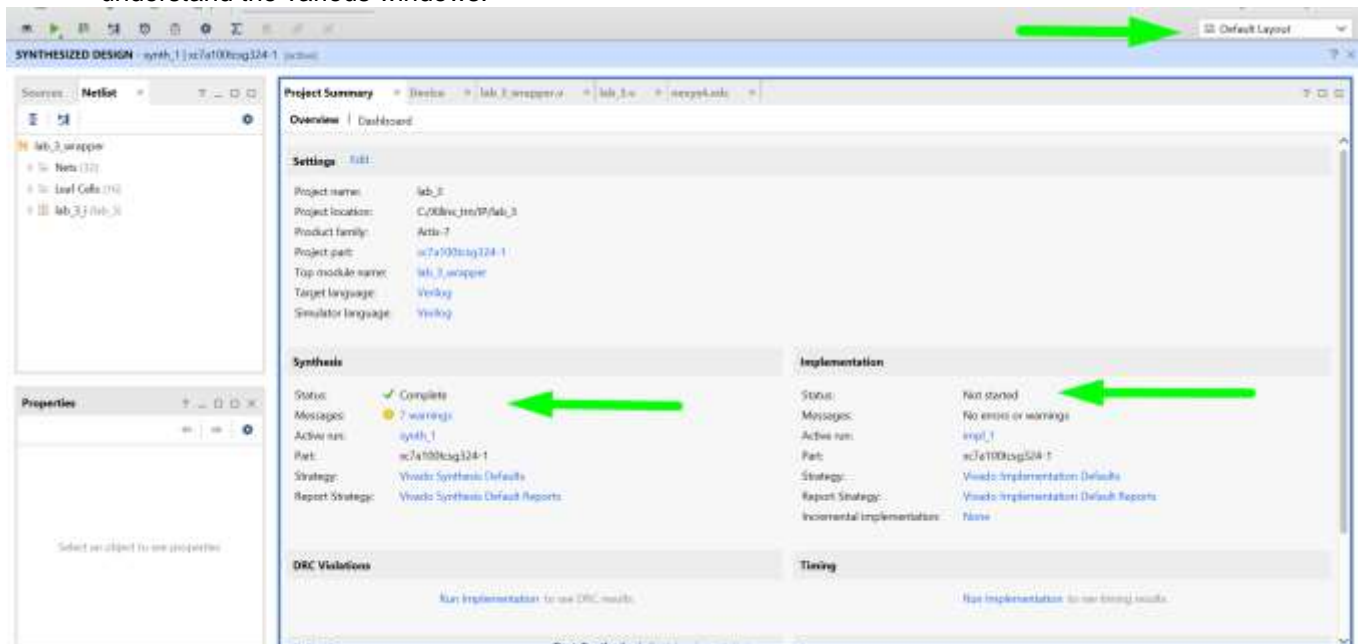 understand the various windows.
Default Layout
SYNTHESIZED DESIGN - synth_1 | xc7a100tcsg324-1 (active)
Sources Netlist
Project Summary Device lab_3_wrapper.v lab_3.v
Overview | Dashboard
lab_3_wrapper
Nets (32)
Leaf Cells (16)
Settings Edit
Project name: lab_3
Project location:
Product family: Artix-7
Project part: xc7a100tcsg324-1
Top module name: lab_3_wrapper
Target language: Verilog
Simulator language: Verilog
Synthesis
Status: Complete
Messages: 7 warnings
Active run: synth_1
Part: xc7a100tcsg324-1
Strategy: Vivado Synthesis Defaults
Report Strategy: Vivado Synthesis Default Reports
Implementation
Status: Not started
Messages: No errors or warnings
Active run: impl_1
Part: xc7a100tcsg324-1
Strategy: Vivado Implementation Defaults
Report Strategy: Vivado Implementation Default Reports
Incremental implementation: None
Properties
Select an object to see properties
DRC Violations
Run Implementation to see DRC results
Timing
Run Implementation to see timing results